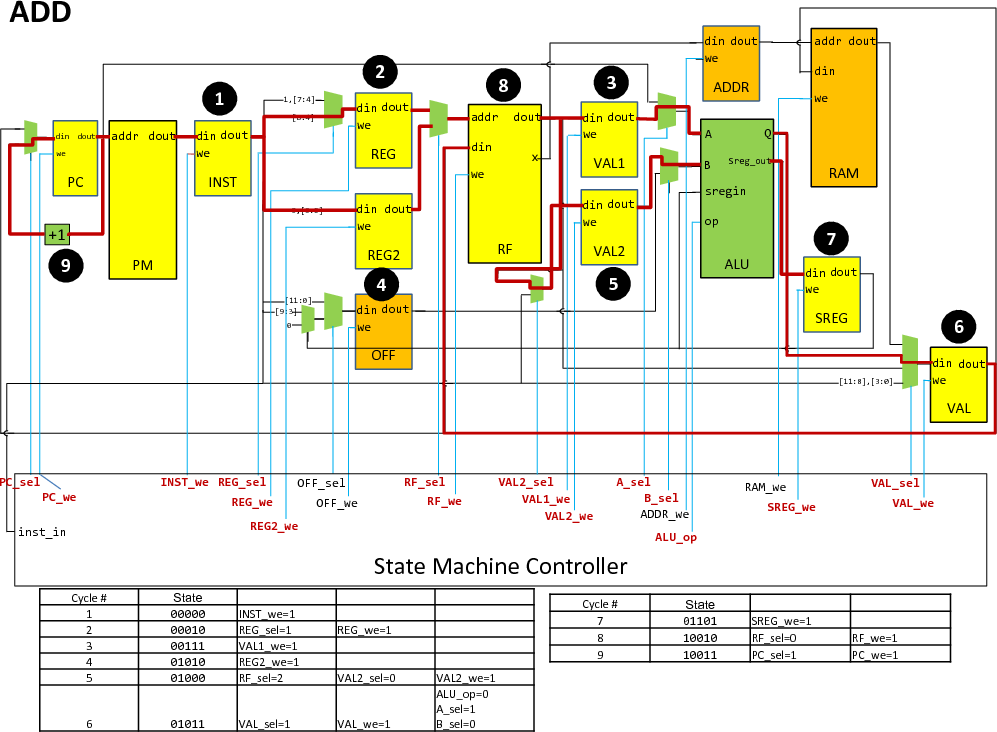 ADD
1
2
3
8
1,[7:4]
din dout
we
PC
addr dout
PM
din dout
we
INST
din dout
we
REG
addr dout
din
we
x
RF
din dout
we
VAL1
din dout
we
ADDR
addr dout
din
we
RAM
A
Q
B
Sreg_out
sregin
op
ALU
+1
9
din dout
we
REG2
din dout
we
VAL2
7
din dout
we
SREG
4
5
[11:0]
0
din dout
we
OFF
6
din dout
we
VAL
[11:8],[3:0]
PC_sel
PC_we
INST_we
REG_sel
REG_we
REG2_we
OFF_sel
OFF_we
RF_sel
RF_we
VAL2_sel
VAL1_we
VAL2_we
A_sel
B_sel
ADDR_we
ALU_op
RAM_we
SREG_we
VAL_sel
VAL_we
inst_in
State Machine Controller
Cycle # State
1 00000 INST_we=1
2 00010 REG_sel=1 REG_we=1
3 00111 VAL1_we=1
4 01010 REG2_we=1
5 01000 RF_sel=2 VAL2_sel=0 VAL2_we=1
ALU_op=0
A_sel=1
6 01011 VAL_sel=1 VAL_we=1 B_sel=0
Cycle # State
7 01101 SREG_we=1
8 10010 RF_sel=0 RF_we=1
9 10011 PC_sel=1 PC_we=1